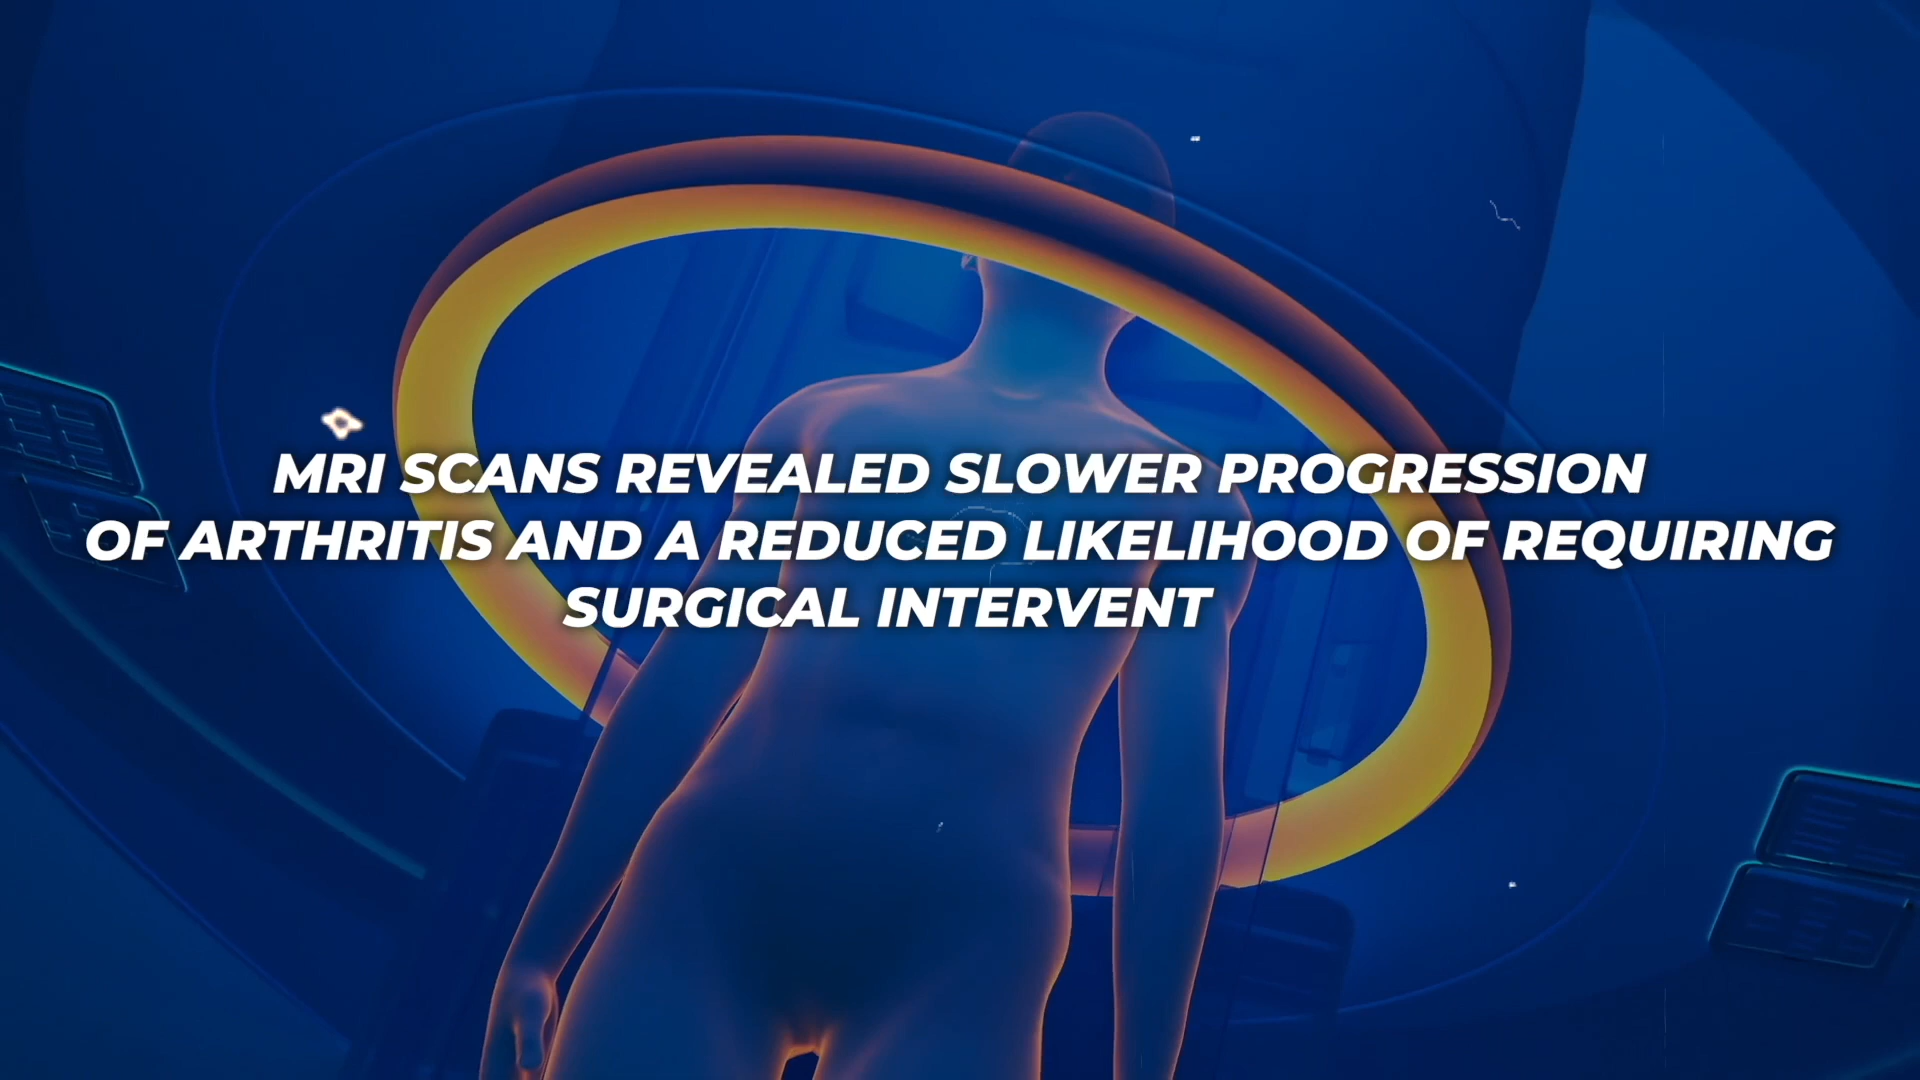 MRI SCANS REVEALED SLOWER PROGRESSION
OF ARTHRITIS AND A REDUCED LIKELIHOOD OF REQUIRING
SURGICAL INTERVENT